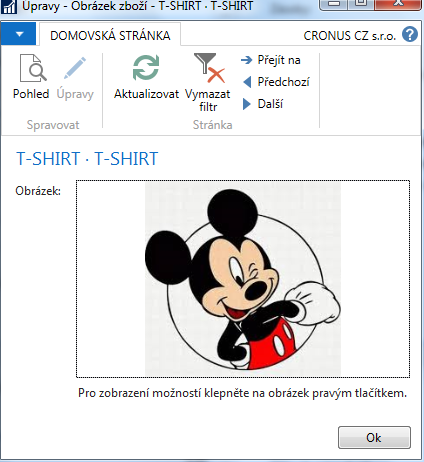 Úpravy - Obrázek zboží - T-SHIRT · T-SHIRT
DOMOVSKÁ STRÁNKA
CRONUS CZ s.r.o.
Pohled
Úpravy
Aktualizovat
Vymazat
filtr
Přejít na
Předchozí
Další
Spravovat
Stránka
T-SHIRT · T-SHIRT
Obrázek:
Pro zobrazení možností klepněte na obrázek pravým tlačítkem.
Ok